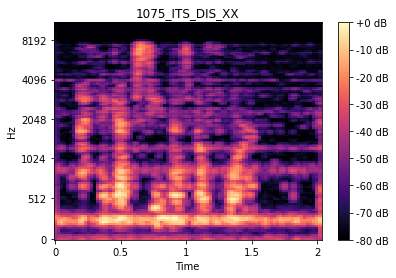 1075_ITS_DIS_XX
8192
4096
2048
1024
512
0
Hz
0
0.5
1
1.5
2
Time
+0 dB
-10 dB
-20 dB
-30 dB
-40 dB
-50 dB
-60 dB
-70 dB
-80 dB